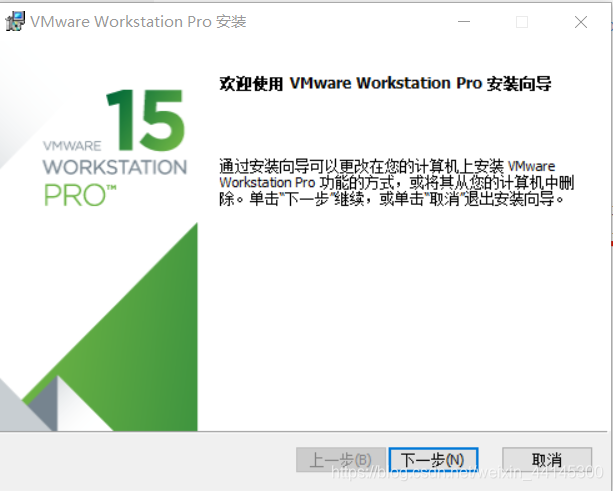 VMware Workstation Pro 安装
15
VMWARE
WORKSTATION
PRO™
欢迎使用 VMware Workstation Pro 安装向导
通过安装向导可以更改在您的计算机上安装 VMware
Workstation Pro 功能的方式，或将其从您的计算机中删
除。单击“下一步”继续，或单击“取消”退出安装向导。
上一步(B) 下一步(N) 取消
https://blog.csdn.net/weixin_44145390